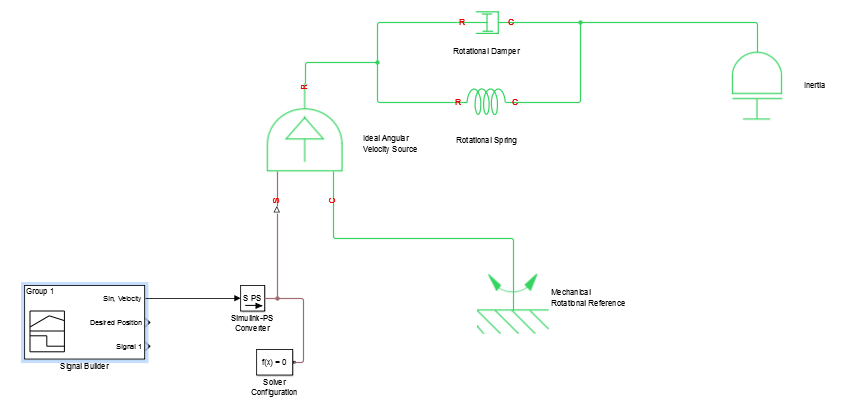 R
C
Rotational Damper
Inertia
R
R
C
Ideal Angular
Velocity Source
Rotational Spring
S
C
Group 1
Sin, Velocity
S PS
Mechanical
Rotational Reference
Desired Position
Simulink-PS
Converter
Signal 1
Signal Builder
f(x) = 0
Solver
Configuration